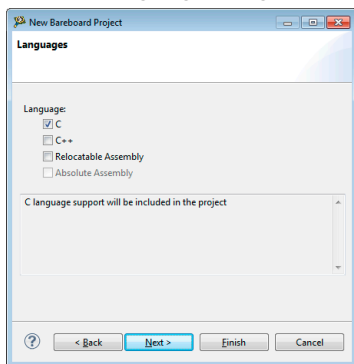 New Bareboard Project
Languages
Language:
C
C++
Relocatable Assembly
Absolute Assembly
C language support will be included in the project
? < Back Next > Finish Cancel